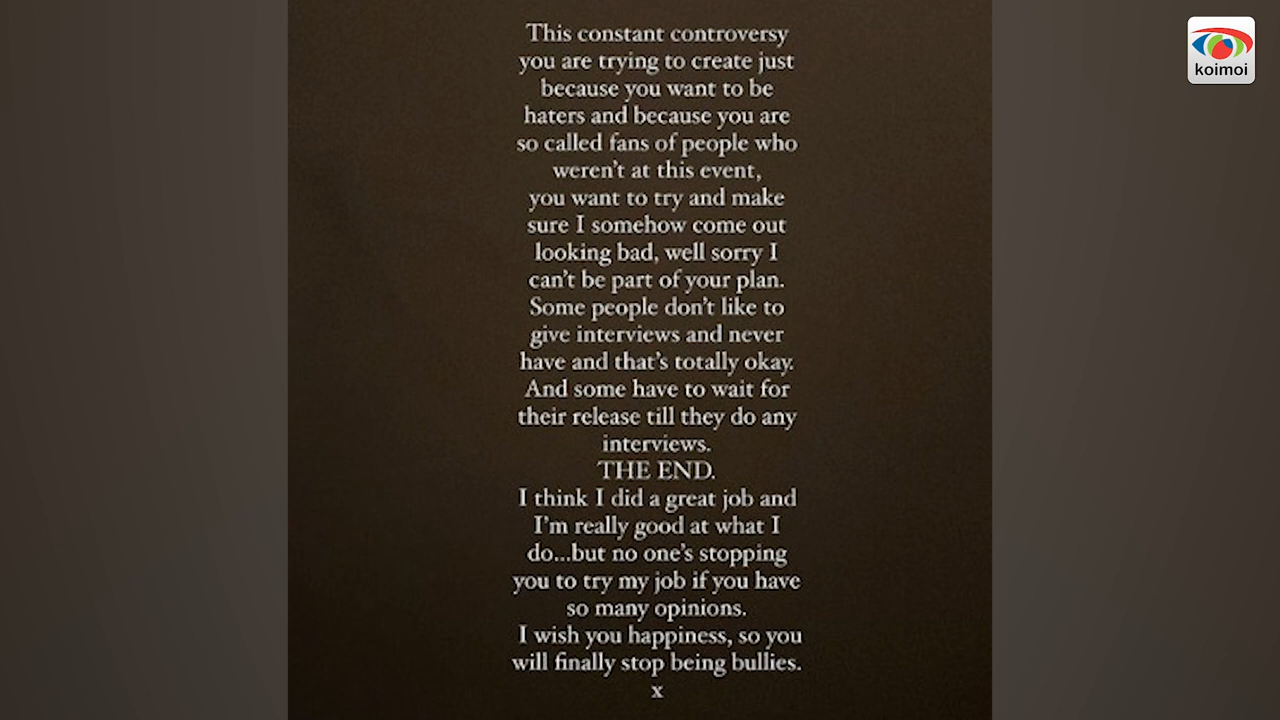 koimoi
This constant controversy
you are trying to create just
because you want to be
haters and because you are
so called fans of people who
weren't at this event,
you want to try and make
sure I somehow come out
looking bad, well sorry I
can't be part of your plan.
Some people don't like to
give interviews and never
have and that's totally okay.
And some have to wait for
their release till they do any
interviews.
THE END.
I think I did a great job and
I'm really good at what I
do...but no one's stopping
you to try my job if you have
so many opinions.
I wish you happiness, so you
will finally stop being bullies.
x